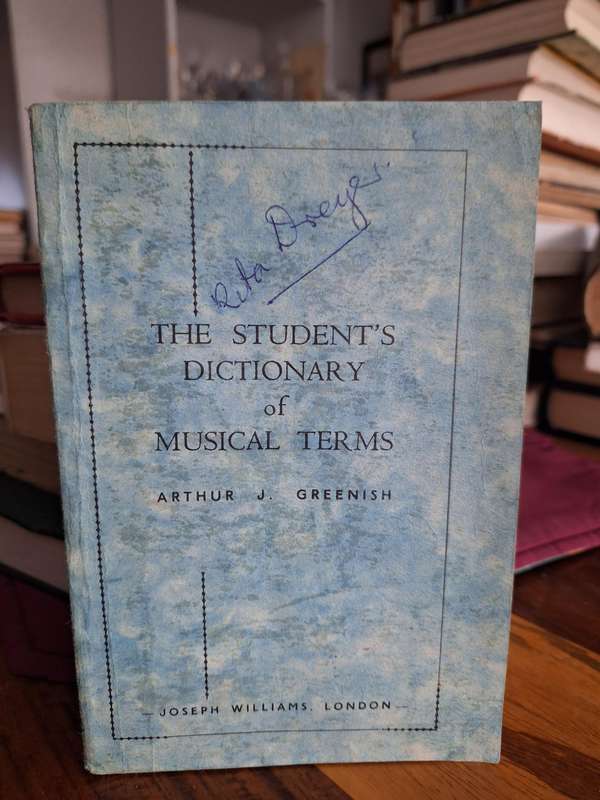 Rita Dreyer.
THE STUDENT'S
DICTIONARY
of
MUSICAL TERMS
ARTHUR J. GREENISH
— JOSEPH WILLIAMS, LONDON —